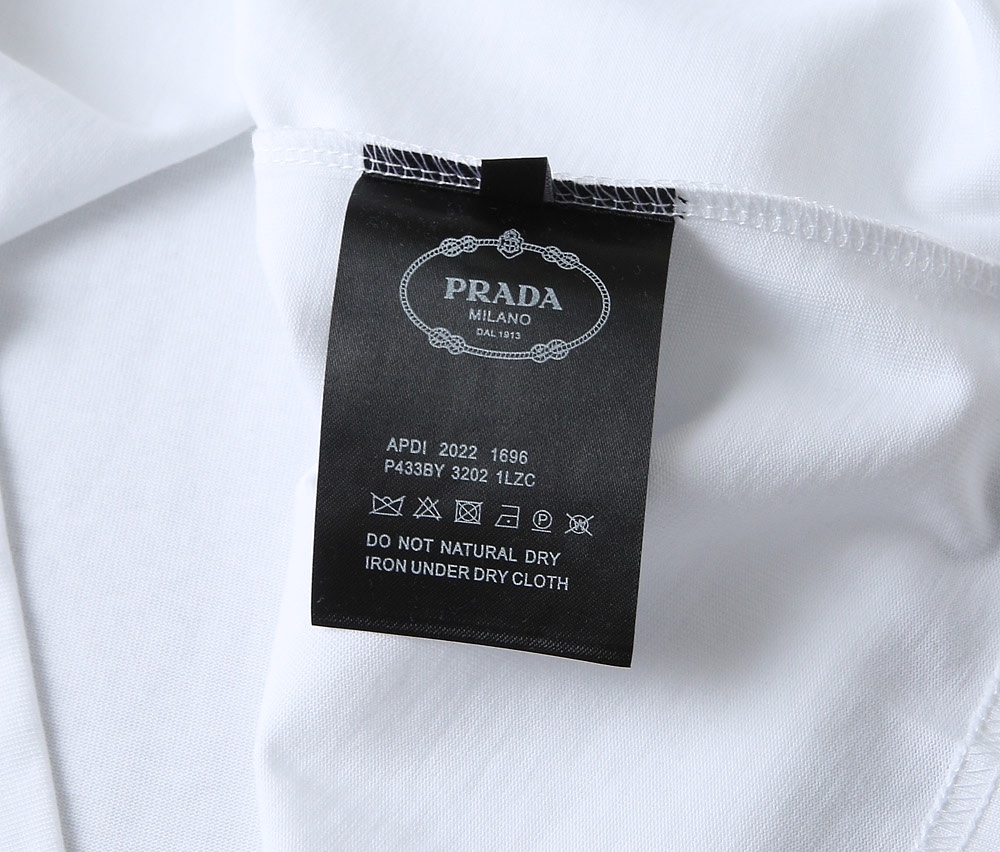 PRADA
MILANO
DAL 1913
APDI 2022 1696
P433BY 3202 1LZC
P W
DO NOT NATURAL DRY
IRON UNDER DRY CLOTH